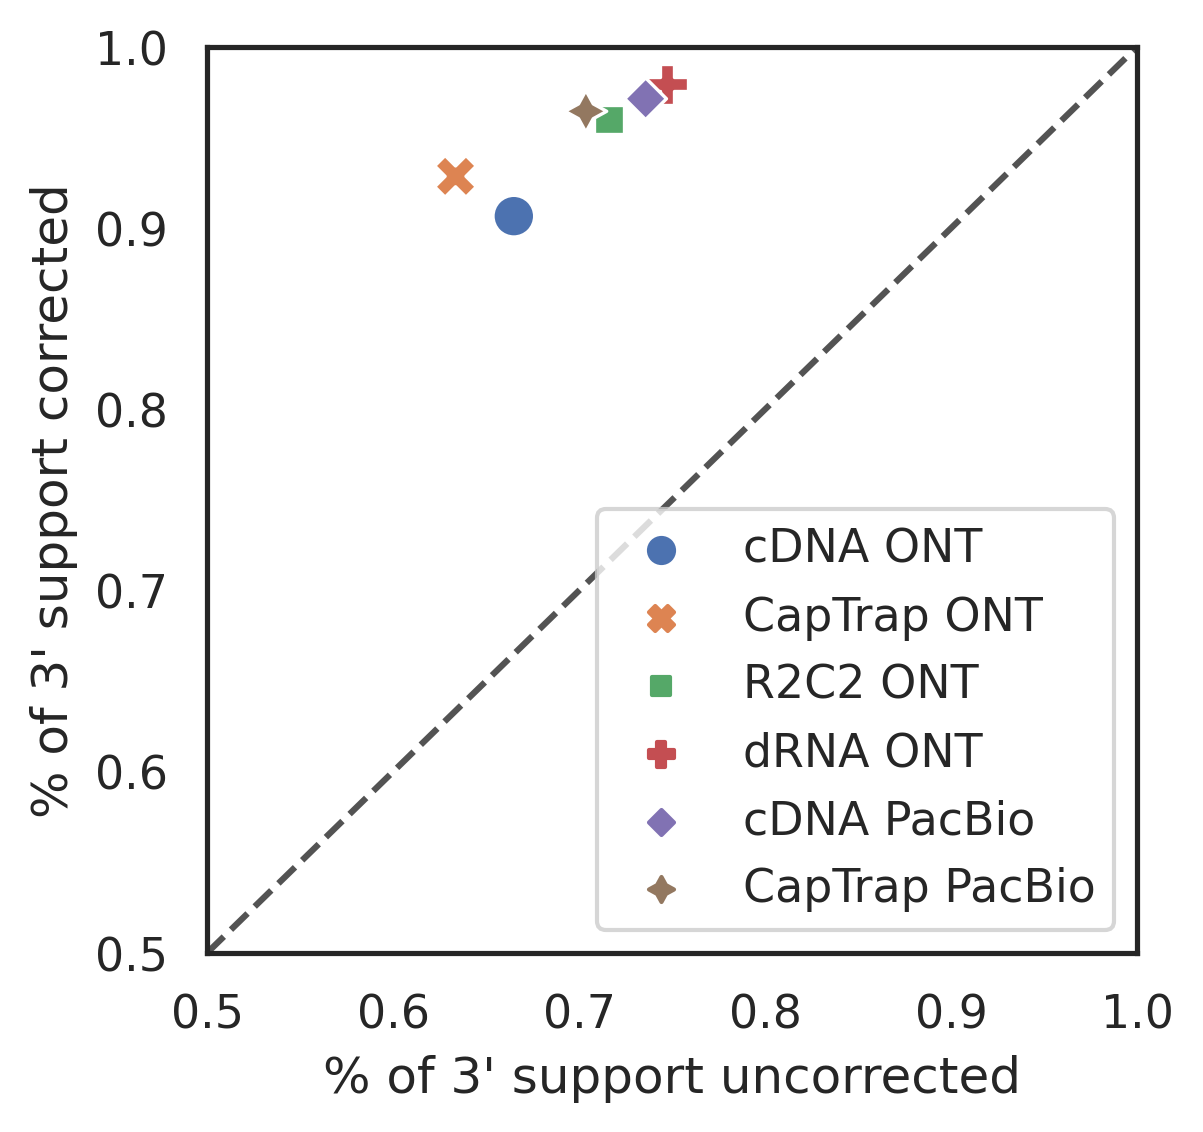 1.0
0.9
0.8
0.7
0.6
0.5
% of 3' support corrected
cDNA ONT
CapTrap ONT
R2C2 ONT
dRNA ONT
cDNA PacBio
CapTrap PacBio
0.5 0.6 0.7 0.8 0.9 1.0
% of 3' support uncorrected